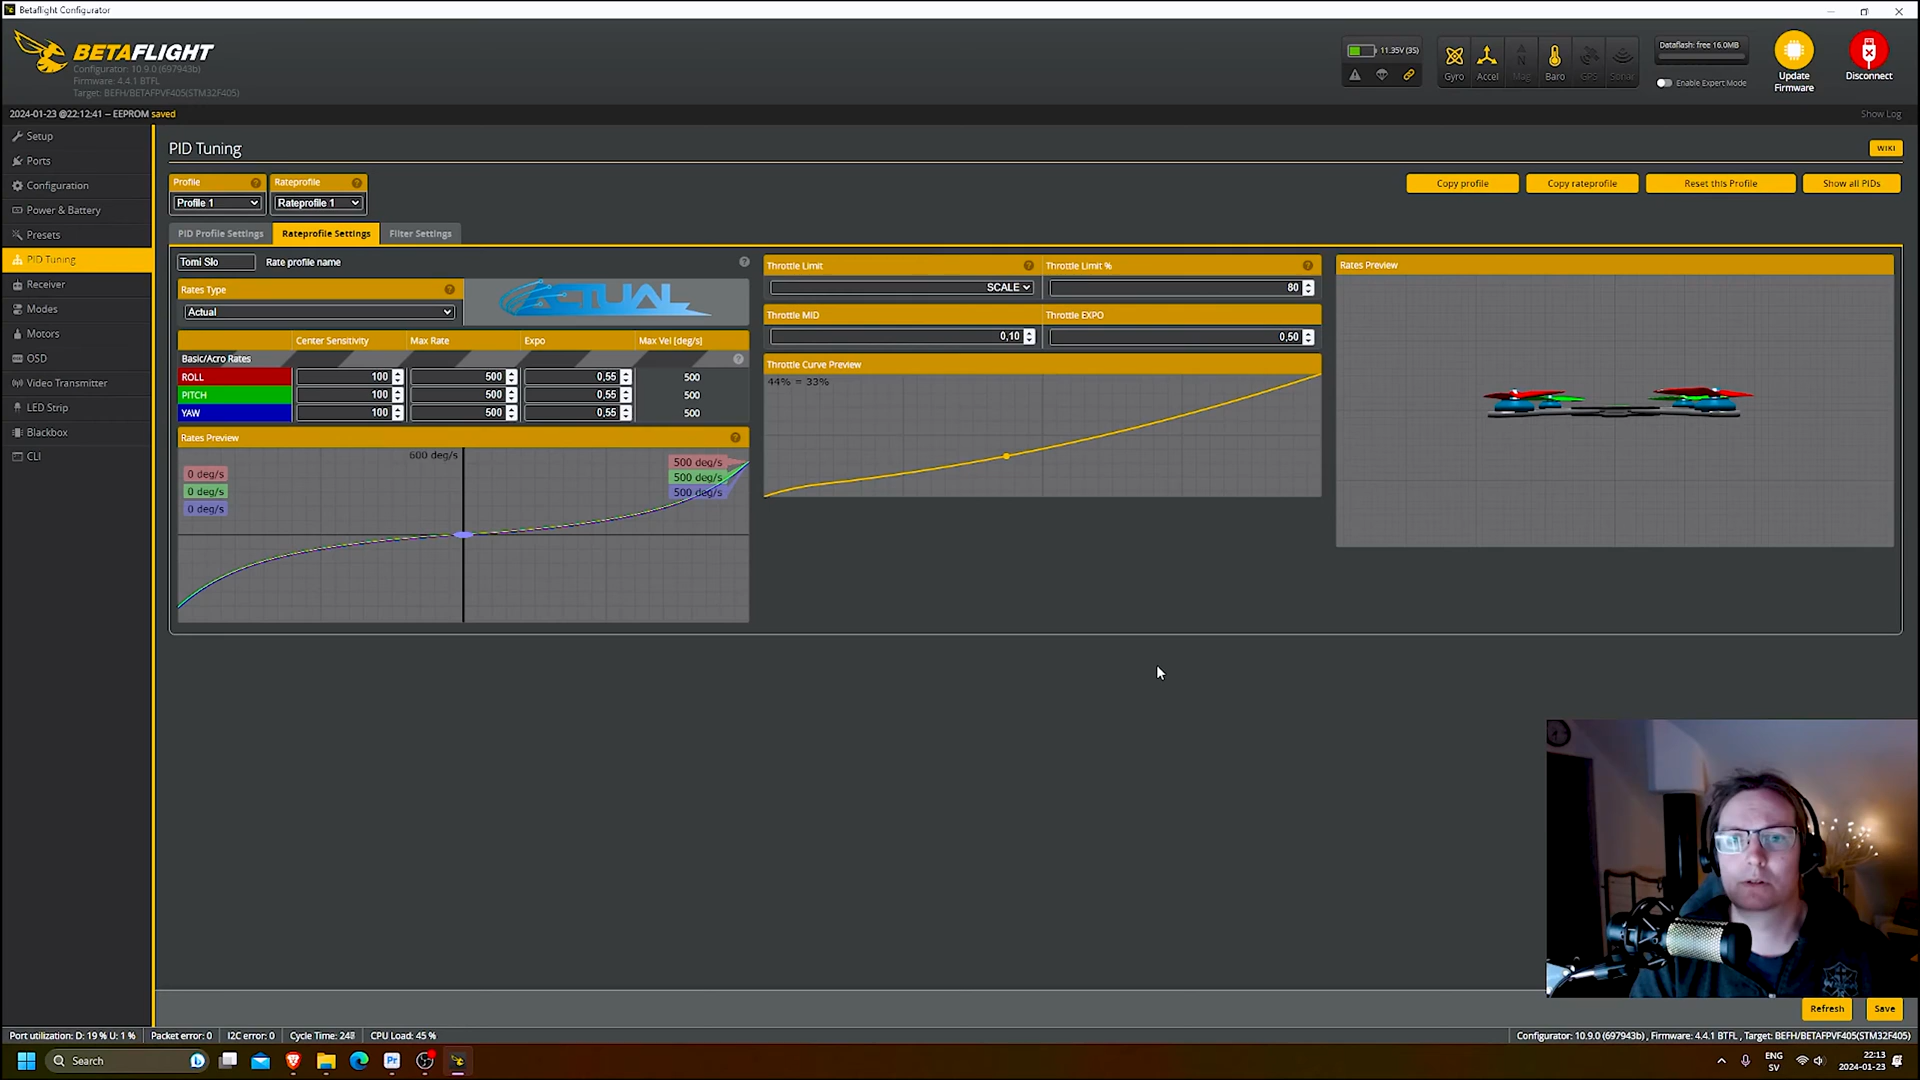 Betaflight Configurator
BETAFLIGHT
Configurator: 10.9.0 (697943b)
Firmware: 4.4.1 BTFL
Target: BEFH/BETAFPVF405(STM32F405)
11.35V (3S)
Gyro
Accel
Mag
Baro
GPS
Sonar
Dataflash: free 16.0MB
Enable Expert Mode
Update
Firmware
Disconnect
2024-01-23 @22:12:41 -- EEPROM saved
Show Log
Setup
Ports
Configuration
Power & Battery
Presets
PID Tuning
Receiver
Modes
Motors
OSD
Video Transmitter
LED Strip
Blackbox
CLI
PID Tuning
WIKI
Profile
Profile 1
Rateprofile
Rateprofile 1
Copy profile
Copy rateprofile
Reset this Profile
Show all PIDs
PID Profile Settings
Rateprofile Settings
Filter Settings
Tomi Slo
Rate profile name
Rates Type
Actual
ACTUAL
Center Sensitivity
Max Rate
Expo
Max Vel [deg/s]
Basic/Acro Rates
ROLL 100 500 0,55 500
PITCH 100 500 0,55 500
YAW 100 500 0,55 500
Rates Preview
600 deg/s
0 deg/s
0 deg/s
0 deg/s
500 deg/s
500 deg/s
500 deg/s
Throttle Limit
SCALE
Throttle Limit %
80
Throttle MID
0,10
Throttle EXPO
0,50
Throttle Curve Preview
44% = 33%
Rates Preview
Refresh
Save
Port utilization: D: 19 % U: 1 %
Packet error: 0
I2C error: 0
Cycle Time: 248
CPU Load: 45 %
Configurator: 10.9.0 (697943b) , Firmware: 4.4.1 BTFL , Target: BEFH/BETAFPVF405(STM32F405)
Search
Pr
ENG
SV
22:13
2024-01-23